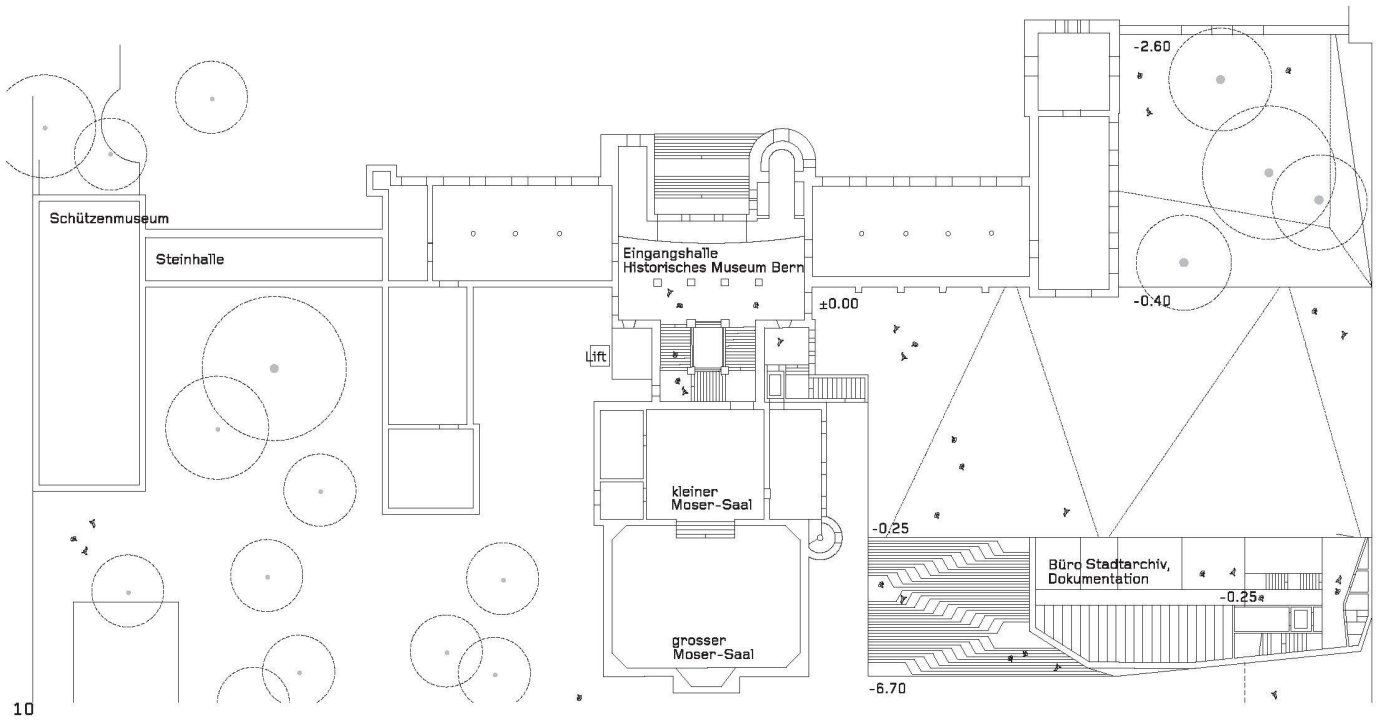 -2.60
Schützenmuseum
Steinhalle
Eingangshalle
Historisches Museum Bern
±0.00
-0.40
Lift
kleiner
Moser-Saal
-0.25
Büro Stadtarchiv,
Dokumentation
-0.25
grosser
Moser-Saal
-6.70
10